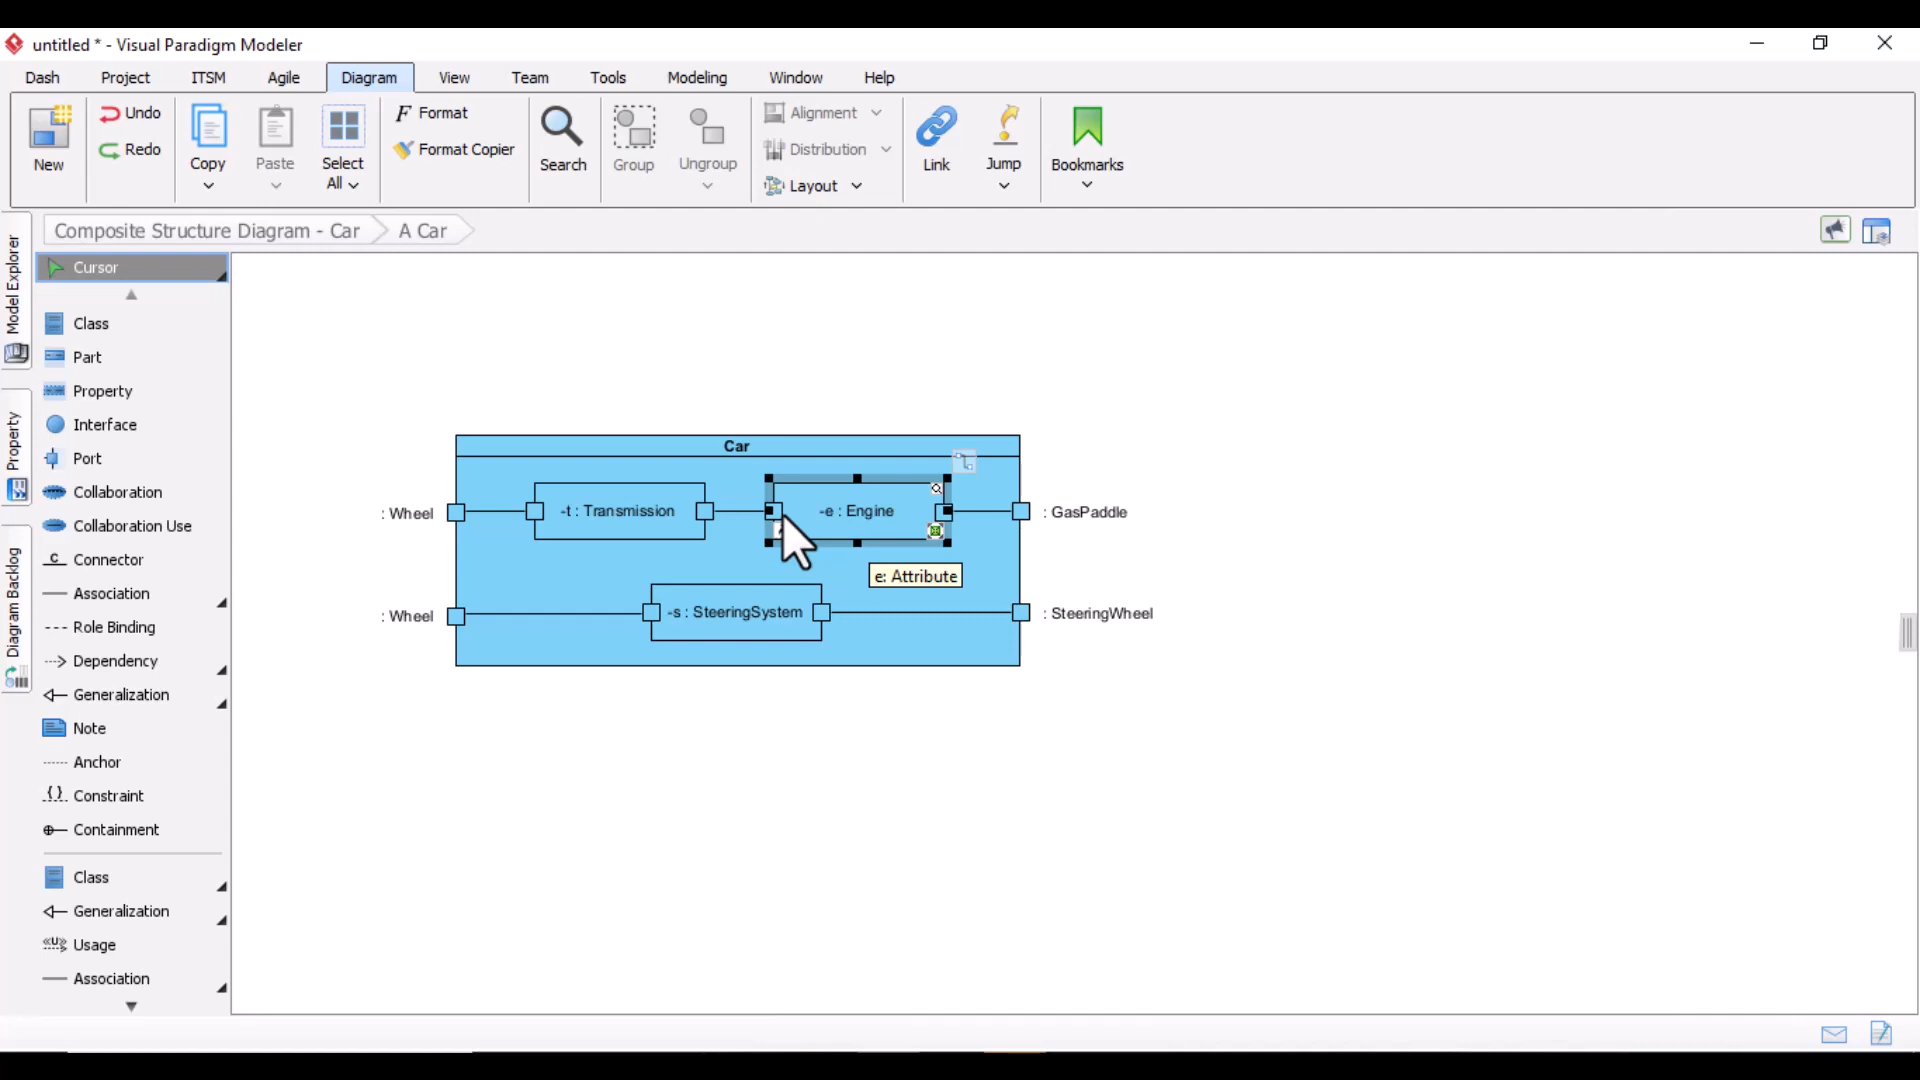 untitled * - Visual Paradigm Modeler
Dash Project ITSM Agile Diagram View Team Tools Modeling Window Help
New
Undo
Redo
Copy
Paste
Select
All
Format
Format Copier
Search
Group
Ungroup
Alignment
Distribution
Layout
Link
Jump
Bookmarks
Composite Structure Diagram - Car A Car
Model Explorer
Property
Diagram Backlog
Cursor
Class
Part
Property
Interface
Port
Collaboration
Collaboration Use
Connector
Association
Role Binding
Dependency
Generalization
Note
Anchor
Constraint
Containment
Class
Generalization
Usage
Association
Car
: Wheel
-t : Transmission
-e : Engine
: GasPaddle
e: Attribute
: Wheel
-s : SteeringSystem
: SteeringWheel